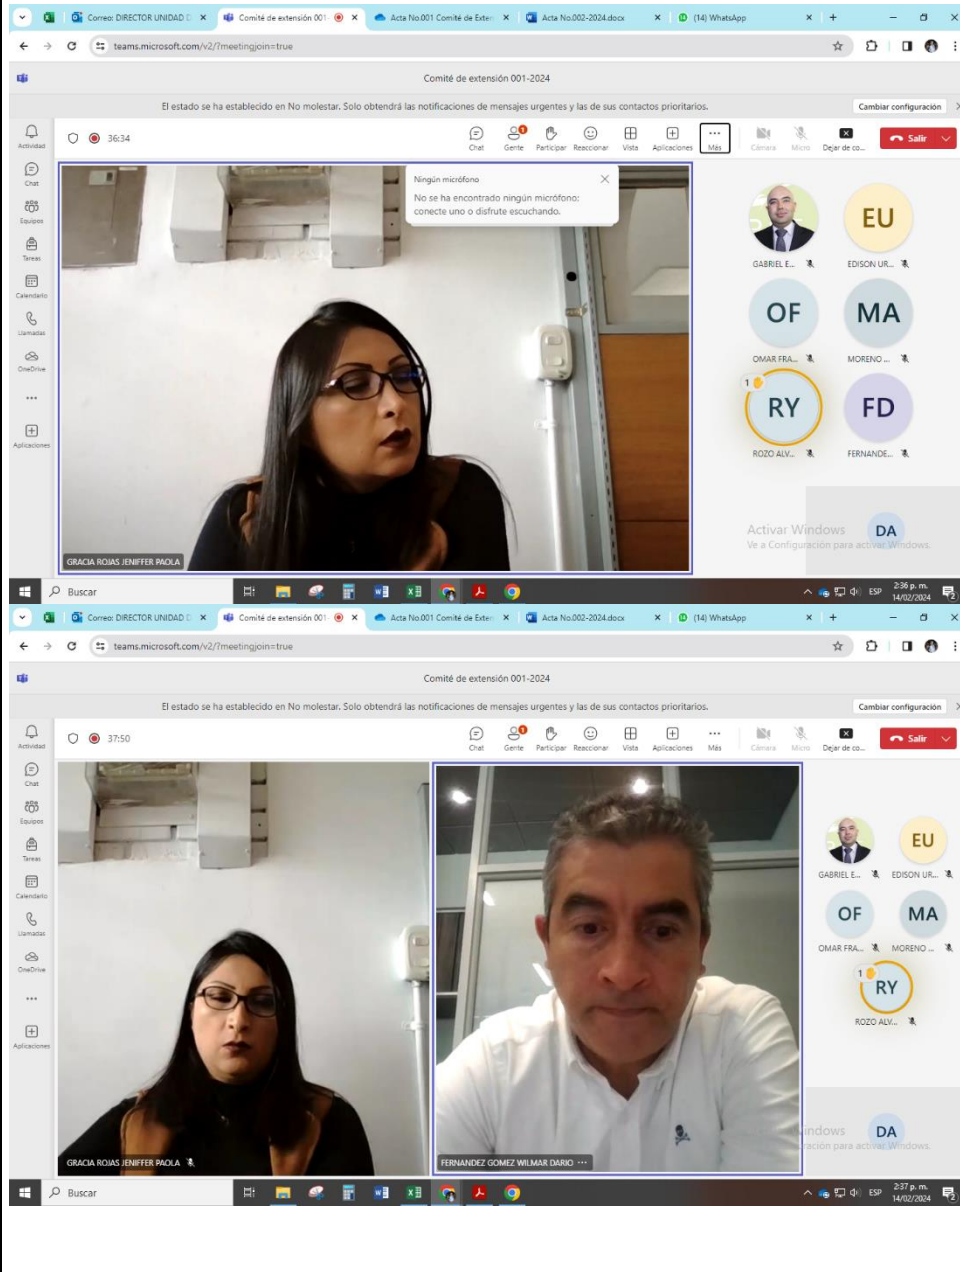 Correo: DIRECTOR UNIDAD D
Comité de extensión 001-
Acta No.001 Comité de Exten
Acta No.002-2024.docx
(14) WhatsApp
teams.microsoft.com/v2/?meetingjoin=true
Comité de extensión 001-2024
El estado se ha establecido en No molestar. Solo obtendrá las notificaciones de mensajes urgentes y las de sus contactos prioritarios.
Cambiar configuración
36:34
Chat
Gente
Participar
Reaccionar
Vista
Aplicaciones
Más
Cámara
Micro
Dejar de co...
Salir
Actividad
Chat
Equipos
Tareas
Calendario
Llamadas
OneDrive
Aplicaciones
Ningún micrófono
No se ha encontrado ningún micrófono:
conecte uno o disfrute escuchando.
GABRIEL E...
EU
EDISON UR...
OF
OMAR FRA...
MA
MORENO ...
1
RY
ROZO ALV...
FD
FERNANDE...
GRACIA ROJAS JENIFFER PAOLA
Activar Windows
Ve a Configuración para activar Windows.
DA
Buscar
ESP
2:36 p. m.
14/02/2024
2
Correo: DIRECTOR UNIDAD D
Comité de extensión 001-
Acta No.001 Comité de Exten
Acta No.002-2024.docx
(14) WhatsApp
teams.microsoft.com/v2/?meetingjoin=true
Comité de extensión 001-2024
El estado se ha establecido en No molestar. Solo obtendrá las notificaciones de mensajes urgentes y las de sus contactos prioritarios.
Cambiar configuración
37:50
Chat
Gente
Participar
Reaccionar
Vista
Aplicaciones
Más
Cámara
Micro
Dejar de co...
Salir
Actividad
Chat
Equipos
Tareas
Calendario
Llamadas
OneDrive
Aplicaciones
GABRIEL E...
EU
EDISON UR...
OF
OMAR FRA...
MA
MORENO ...
1
RY
ROZO ALV...
GRACIA ROJAS JENIFFER PAOLA
FERNANDEZ GOMEZ WILMAR DARIO
indows
ración para activar Windows.
DA
Buscar
ESP
2:37 p. m.
14/02/2024
2